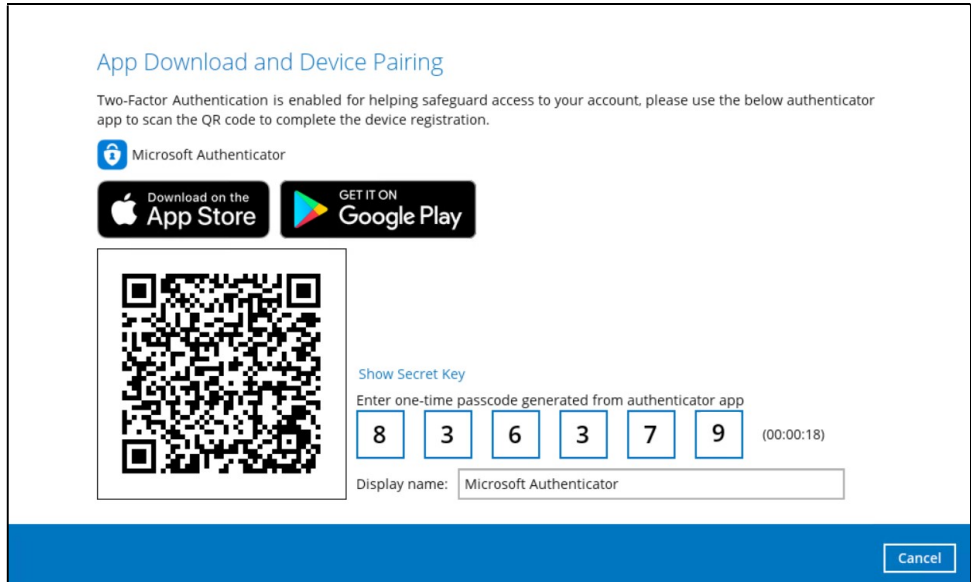 App Download and Device Pairing
Two-Factor Authentication is enabled for helping safeguard access to your account, please use the below authenticator
app to scan the QR code to complete the device registration.
Microsoft Authenticator
Download on the
App Store
GET IT ON
Google Play
Show Secret Key
Enter one-time passcode generated from authenticator app
8 3 6 3 7 9 (00:00:18)
Display name: Microsoft Authenticator
Cancel